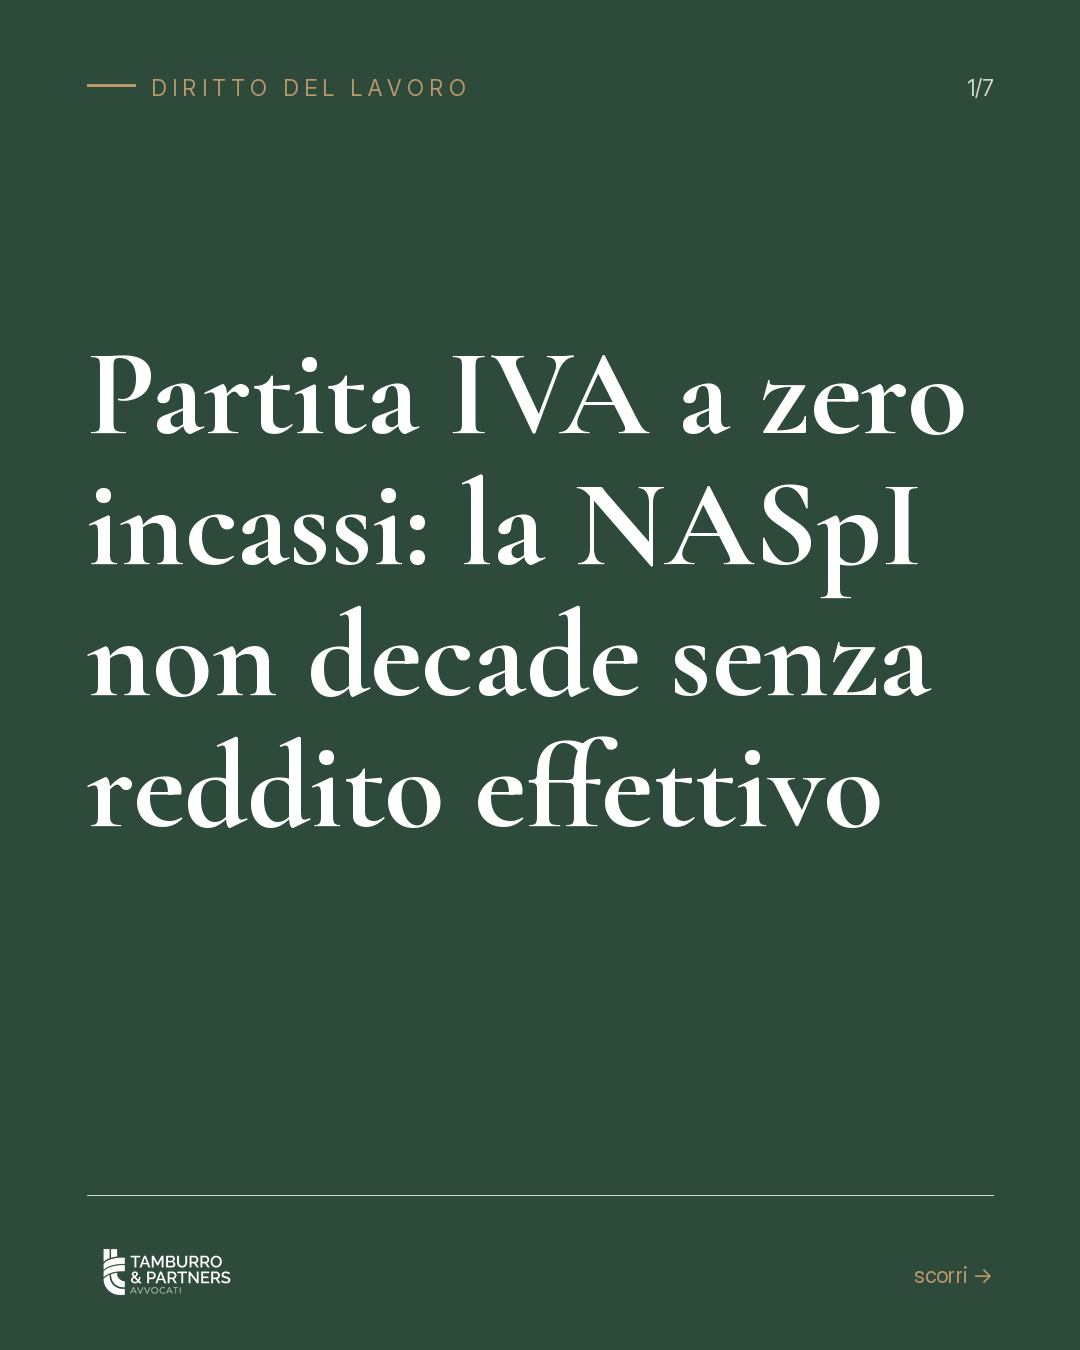 DIRITTO DEL LAVORO
1/7
Partita IVA a zero
incassi: la NASpI
non decade senza
reddito effettivo
TAMBURRO
& PARTNERS
AVVOCATI
scorri →